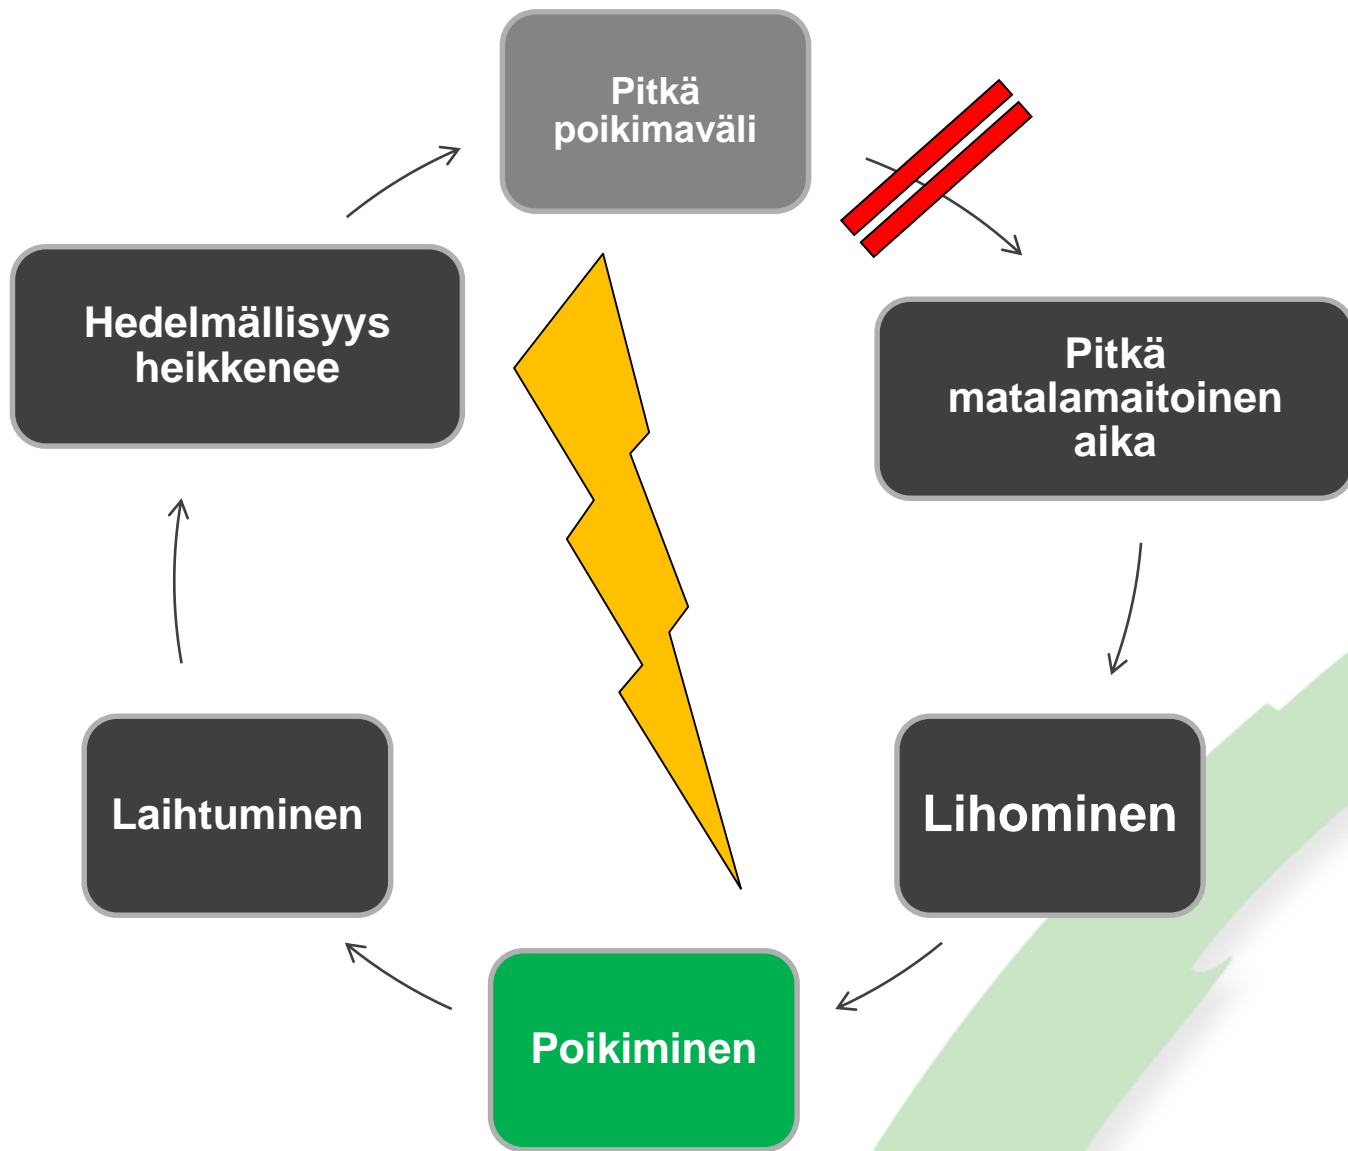 Pitkä
poikimaväli
Hedelmällisyys
heikkenee
Pitkä
matalamaitoinen
aika
Laihtuminen
Lihominen
Poikiminen